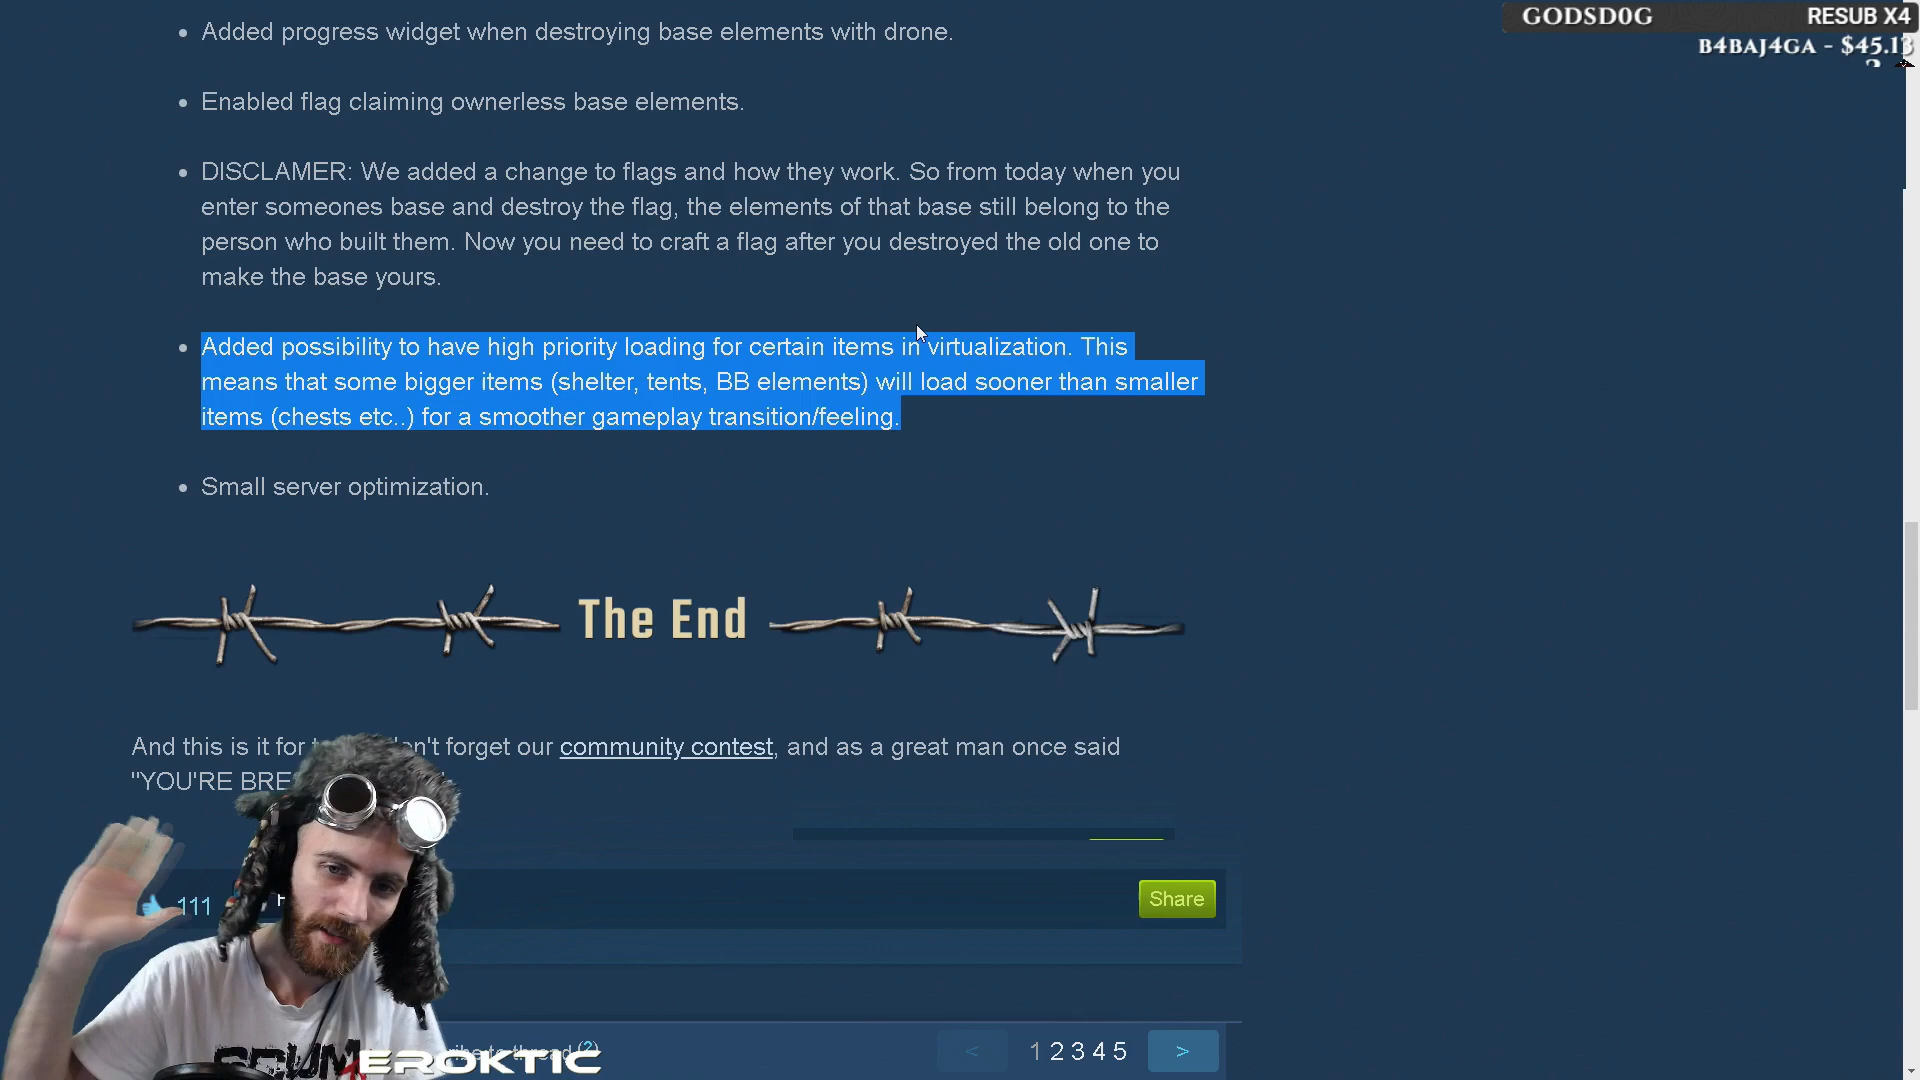 GODSD0G RESUB X4
B4BAJ4GA - $45.13
Added progress widget when destroying base elements with drone.
Enabled flag claiming ownerless base elements.
DISCLAMER: We added a change to flags and how they work. So from today when you
enter someones base and destroy the flag, the elements of that base still belong to the
person who built them. Now you need to craft a flag after you destroyed the old one to
make the base yours.
Added possibility to have high priority loading for certain items in virtualization. This
means that some bigger items (shelter, tents, BB elements) will load sooner than smaller
items (chests etc..) for a smoother gameplay transition/feeling.
Small server optimization.
The End
And this is it for don't forget our community contest, and as a great man once said
"YOU'RE
111
Share
SCUM
EROKTIC
to thread (?)
< 1 2 3 4 5 >